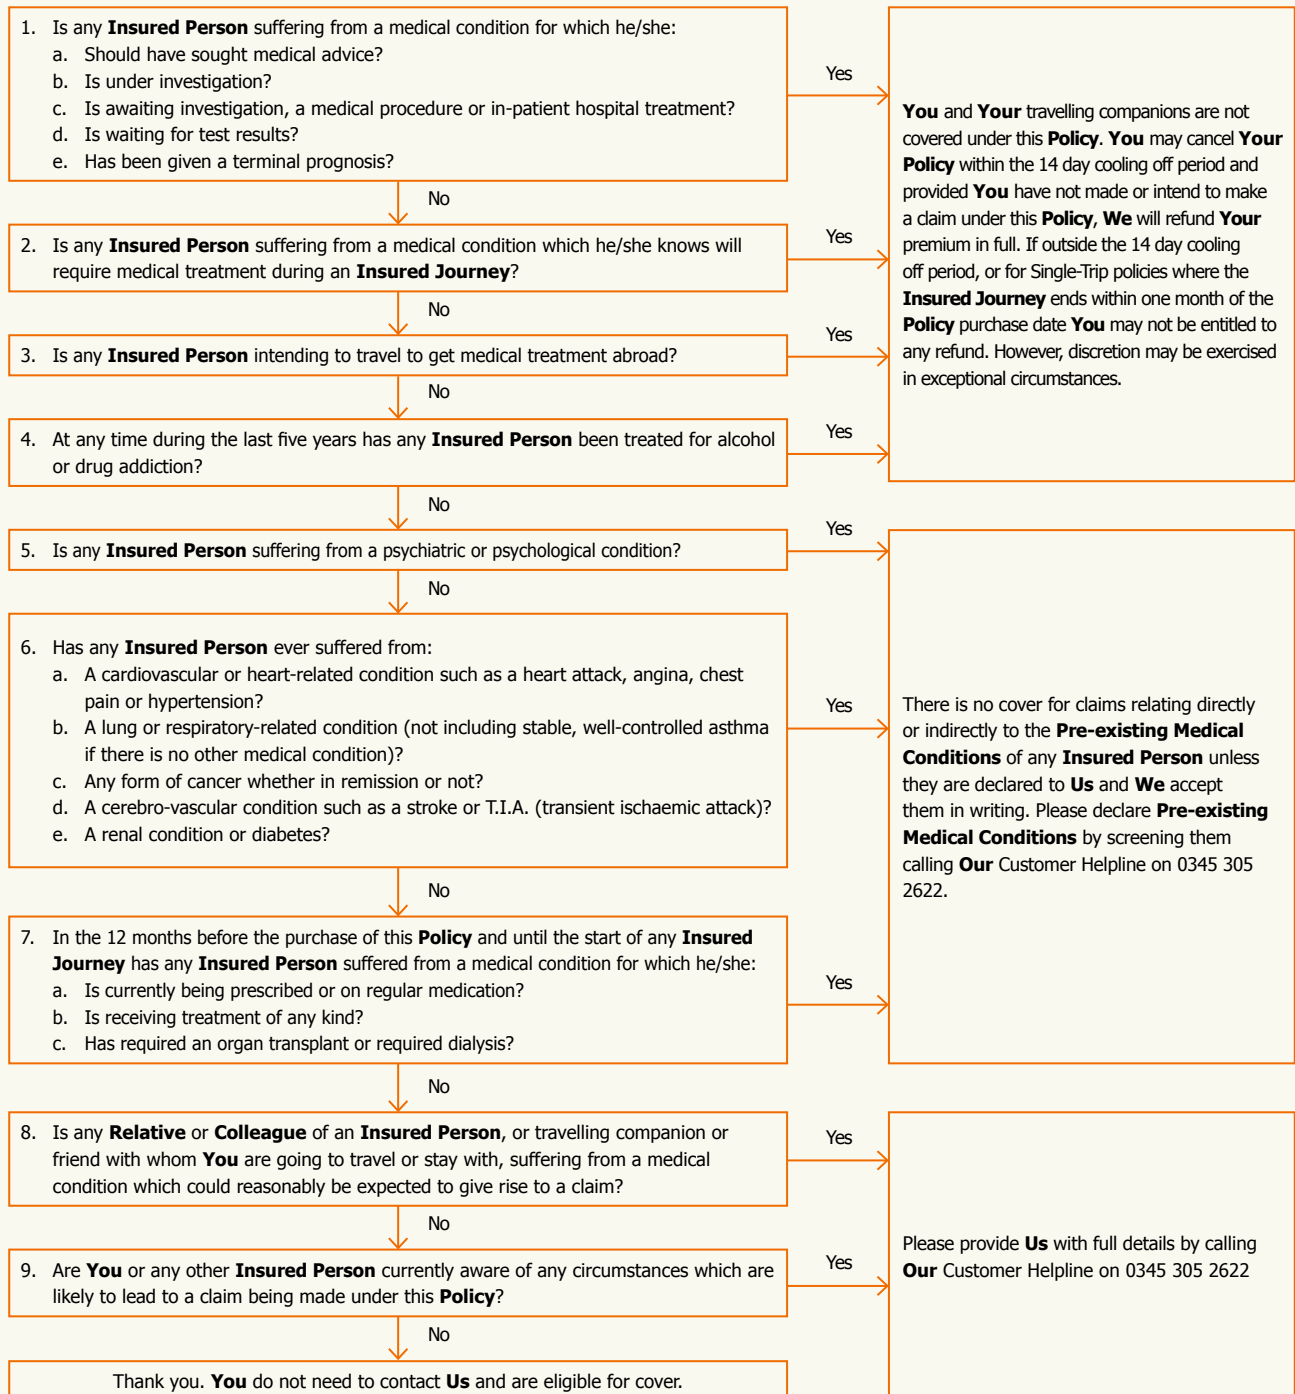 1. Is any Insured Person suffering from a medical condition for which he/she:
a. Should have sought medical advice?
b. Is under investigation?
c. Is awaiting investigation, a medical procedure or in-patient hospital treatment?
d. Is waiting for test results?
e. Has been given a terminal prognosis?
Yes
No
2. Is any Insured Person suffering from a medical condition which he/she knows will
require medical treatment during an Insured Journey?
Yes
No
3. Is any Insured Person intending to travel to get medical treatment abroad?
Yes
No
4. At any time during the last five years has any Insured Person been treated for alcohol
or drug addiction?
Yes
No
You and Your travelling companions are not
covered under this Policy. You may cancel Your
Policy within the 14 day cooling off period and
provided You have not made or intend to make
a claim under this Policy, We will refund Your
premium in full. If outside the 14 day cooling
off period, or for Single-Trip policies where the
Insured Journey ends within one month of the
Policy purchase date You may not be entitled to
any refund. However, discretion may be exercised
in exceptional circumstances.
5. Is any Insured Person suffering from a psychiatric or psychological condition?
Yes
No
6. Has any Insured Person ever suffered from:
a. A cardiovascular or heart-related condition such as a heart attack, angina, chest
pain or hypertension?
b. A lung or respiratory-related condition (not including stable, well-controlled asthma
if there is no other medical condition)?
c. Any form of cancer whether in remission or not?
d. A cerebro-vascular condition such as a stroke or T.I.A. (transient ischaemic attack)?
e. A renal condition or diabetes?
Yes
No
7. In the 12 months before the purchase of this Policy and until the start of any Insured
Journey has any Insured Person suffered from a medical condition for which he/she:
a. Is currently being prescribed or on regular medication?
b. Is receiving treatment of any kind?
c. Has required an organ transplant or required dialysis?
Yes
No
There is no cover for claims relating directly
or indirectly to the Pre-existing Medical
Conditions of any Insured Person unless
they are declared to Us and We accept
them in writing. Please declare Pre-existing
Medical Conditions by screening them
calling Our Customer Helpline on 0345 305
2622.
8. Is any Relative or Colleague of an Insured Person, or travelling companion or
friend with whom You are going to travel or stay with, suffering from a medical
condition which could reasonably be expected to give rise to a claim?
Yes
No
9. Are You or any other Insured Person currently aware of any circumstances which are
likely to lead to a claim being made under this Policy?
Yes
No
Please provide Us with full details by calling
Our Customer Helpline on 0345 305 2622
Thank you. You do not need to contact Us and are eligible for cover.